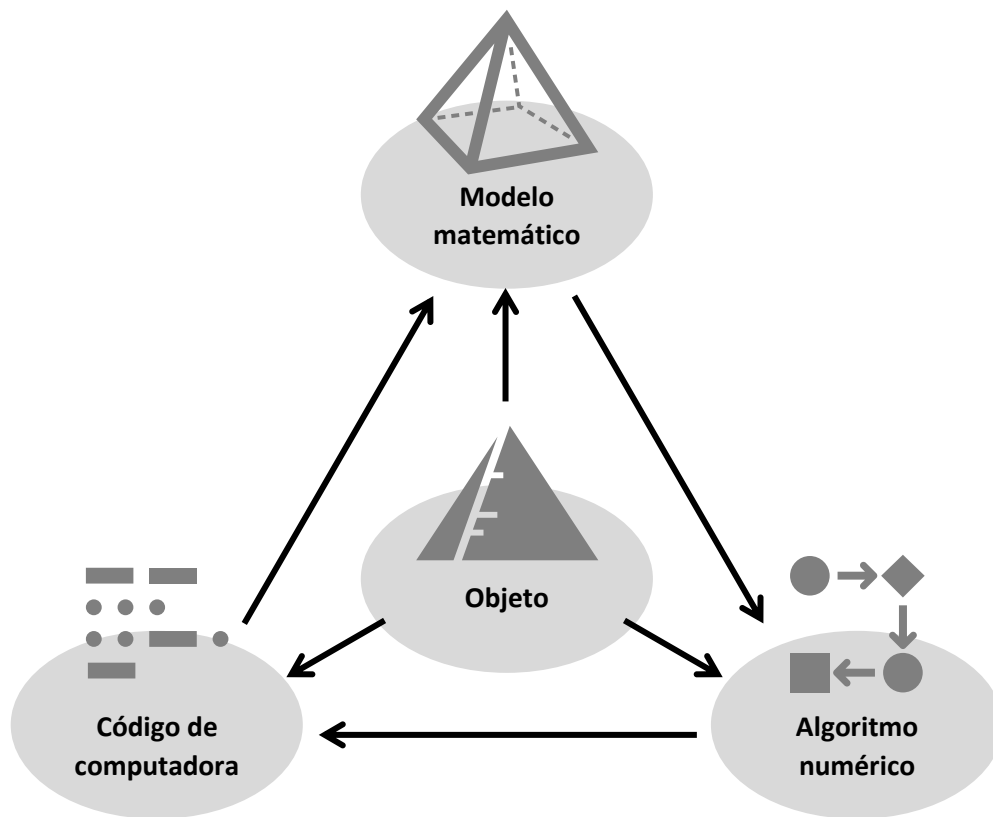 Modelo
matemático
Objeto
Código de
computadora
Algoritmo
numérico